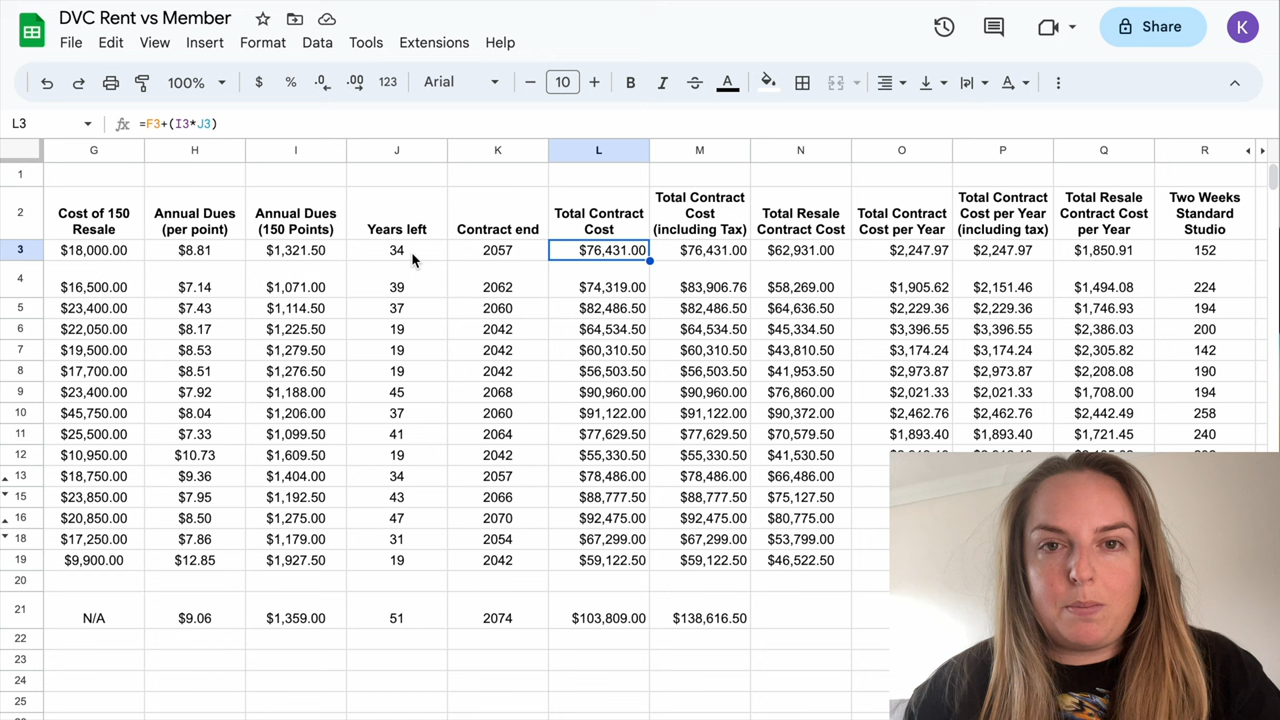 DVC Rent vs Member
File Edit View Insert Format Data Tools Extensions Help
Share
K
100% $ % .0 .00 123 Arial 10 B I S A A
L3 =F3+(I3*J3)
G H I J K L M N O P Q R
1
2 Cost of 150 Resale Annual Dues (per point) Annual Dues (150 Points) Years left Contract end Total Contract Cost Total Contract Cost (including Tax) Total Resale Contract Cost Total Contract Cost per Year Total Contract Cost per Year (including tax) Total Resale Contract Cost per Year Two Weeks Standard Studio
3 $18,000.00 $8.81 $1,321.50 34 2057 $76,431.00 $76,431.00 $62,931.00 $2,247.97 $2,247.97 $1,850.91 152
4 $16,500.00 $7.14 $1,071.00 39 2062 $74,319.00 $83,906.76 $58,269.00 $1,905.62 $2,151.46 $1,494.08 224
5 $23,400.00 $7.43 $1,114.50 37 2060 $82,486.50 $82,486.50 $64,636.50 $2,229.36 $2,229.36 $1,746.93 194
6 $22,050.00 $8.17 $1,225.50 19 2042 $64,534.50 $64,534.50 $45,334.50 $3,396.55 $3,396.55 $2,386.03 200
7 $19,500.00 $8.53 $1,279.50 19 2042 $60,310.50 $60,310.50 $43,810.50 $3,174.24 $3,174.24 $2,305.82 142
8 $17,700.00 $8.51 $1,276.50 19 2042 $56,503.50 $56,503.50 $41,953.50 $2,973.87 $2,973.87 $2,208.08 190
9 $23,400.00 $7.92 $1,188.00 45 2068 $90,960.00 $90,960.00 $76,860.00 $2,021.33 $2,021.33 $1,708.00 194
10 $45,750.00 $8.04 $1,206.00 37 2060 $91,122.00 $91,122.00 $90,372.00 $2,462.76 $2,462.76 $2,442.49 258
11 $25,500.00 $7.33 $1,099.50 41 2064 $77,629.50 $77,629.50 $70,579.50 $1,893.40 $1,893.40 $1,721.45 240
12 $10,950.00 $10.73 $1,609.50 19 2042 $55,330.50 $55,330.50 $41,530.50
13 $18,750.00 $9.36 $1,404.00 34 2057 $78,486.00 $78,486.00 $66,486.00
15 $23,850.00 $7.95 $1,192.50 43 2066 $88,777.50 $88,777.50 $75,127.50
16 $20,850.00 $8.50 $1,275.00 47 2070 $92,475.00 $92,475.00 $80,775.00
18 $17,250.00 $7.86 $1,179.00 31 2054 $67,299.00 $67,299.00 $53,799.00
19 $9,900.00 $12.85 $1,927.50 19 2042 $59,122.50 $59,122.50 $46,522.50
20
21 N/A $9.06 $1,359.00 51 2074 $103,809.00 $138,616.50
22
23
24
25